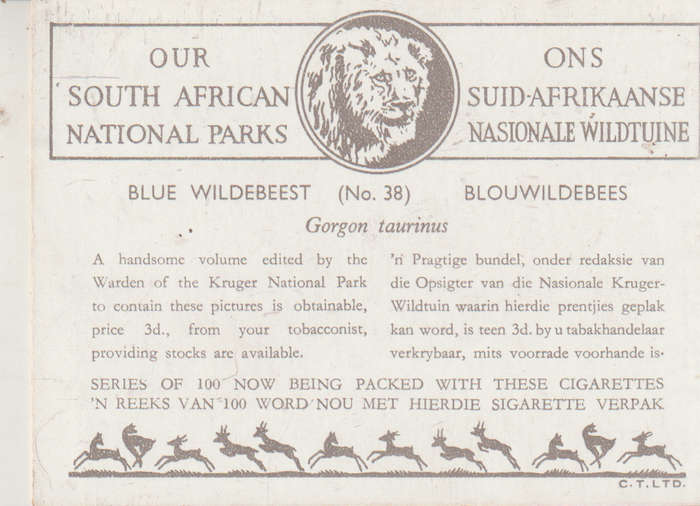 OUR
SOUTH AFRICAN
NATIONAL PARKS
ONS
SUID-AFRIKAANSE
NASIONALE WILDTUINE
BLUE WILDEBEEST (No. 38) BLOUWILDEBEES
Gorgon taurinus
A handsome volume edited by the
Warden of the Kruger National Park
to contain these pictures is obtainable,
price 3d., from your tobacconist,
providing stocks are available.
'n Pragtige bundel, onder redaksie van
die Opsigter van die Nasionale Kruger-
Wildtuin waarin hierdie prentjies geplak
kan word, is teen 3d. by u tabakhandelaar
verkrybaar, mits voorrade voorhande is.
SERIES OF 100 NOW BEING PACKED WITH THESE CIGARETTES
'N REEKS VAN 100 WORD NOU MET HIERDIE SIGARETTE VERPAK
C.T. LTD.